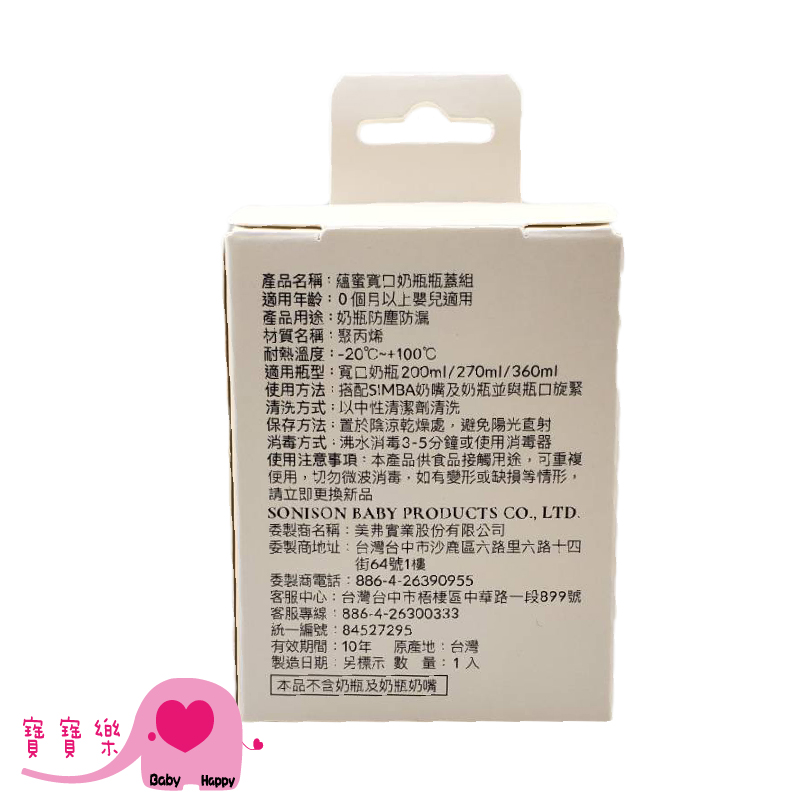 產品名稱：蘊蜜寬口奶瓶瓶蓋組
適用年齡：0個月以上嬰兒適用
產品用途：奶瓶防塵防漏
材質名稱：聚丙烯
耐熱溫度：-20℃~+100℃
適用瓶型：寬口奶瓶200ml/270ml/360ml
使用方法：搭配SIMBA奶嘴及奶瓶並與瓶口旋緊
清洗方式：以中性清潔劑清洗
保存方法：置於陰涼乾燥處，避免陽光直射
消毒方式：沸水消毒3-5分鐘或使用消毒器
使用注意事項：本產品供食品接觸用途，可重複
使用，切勿微波消毒，如有變形或缺損等情形，
請立即更換新品
SONISON BABY PRODUCTS CO., LTD.
委製商名稱：美弗實業股份有限公司
委製商地址：台灣台中市沙鹿區六路里六路十四
街64號1樓
委製商電話：886-4-26390955
客服中心：台灣台中市梧棲區中華路一段899號
客服專線：886-4-26300333
統一編號：84527295
有效期間：10年 原產地：台灣
製造日期：另標示 數 量：1入
本品不含奶瓶及奶瓶奶嘴
寶寶樂
Baby Happy